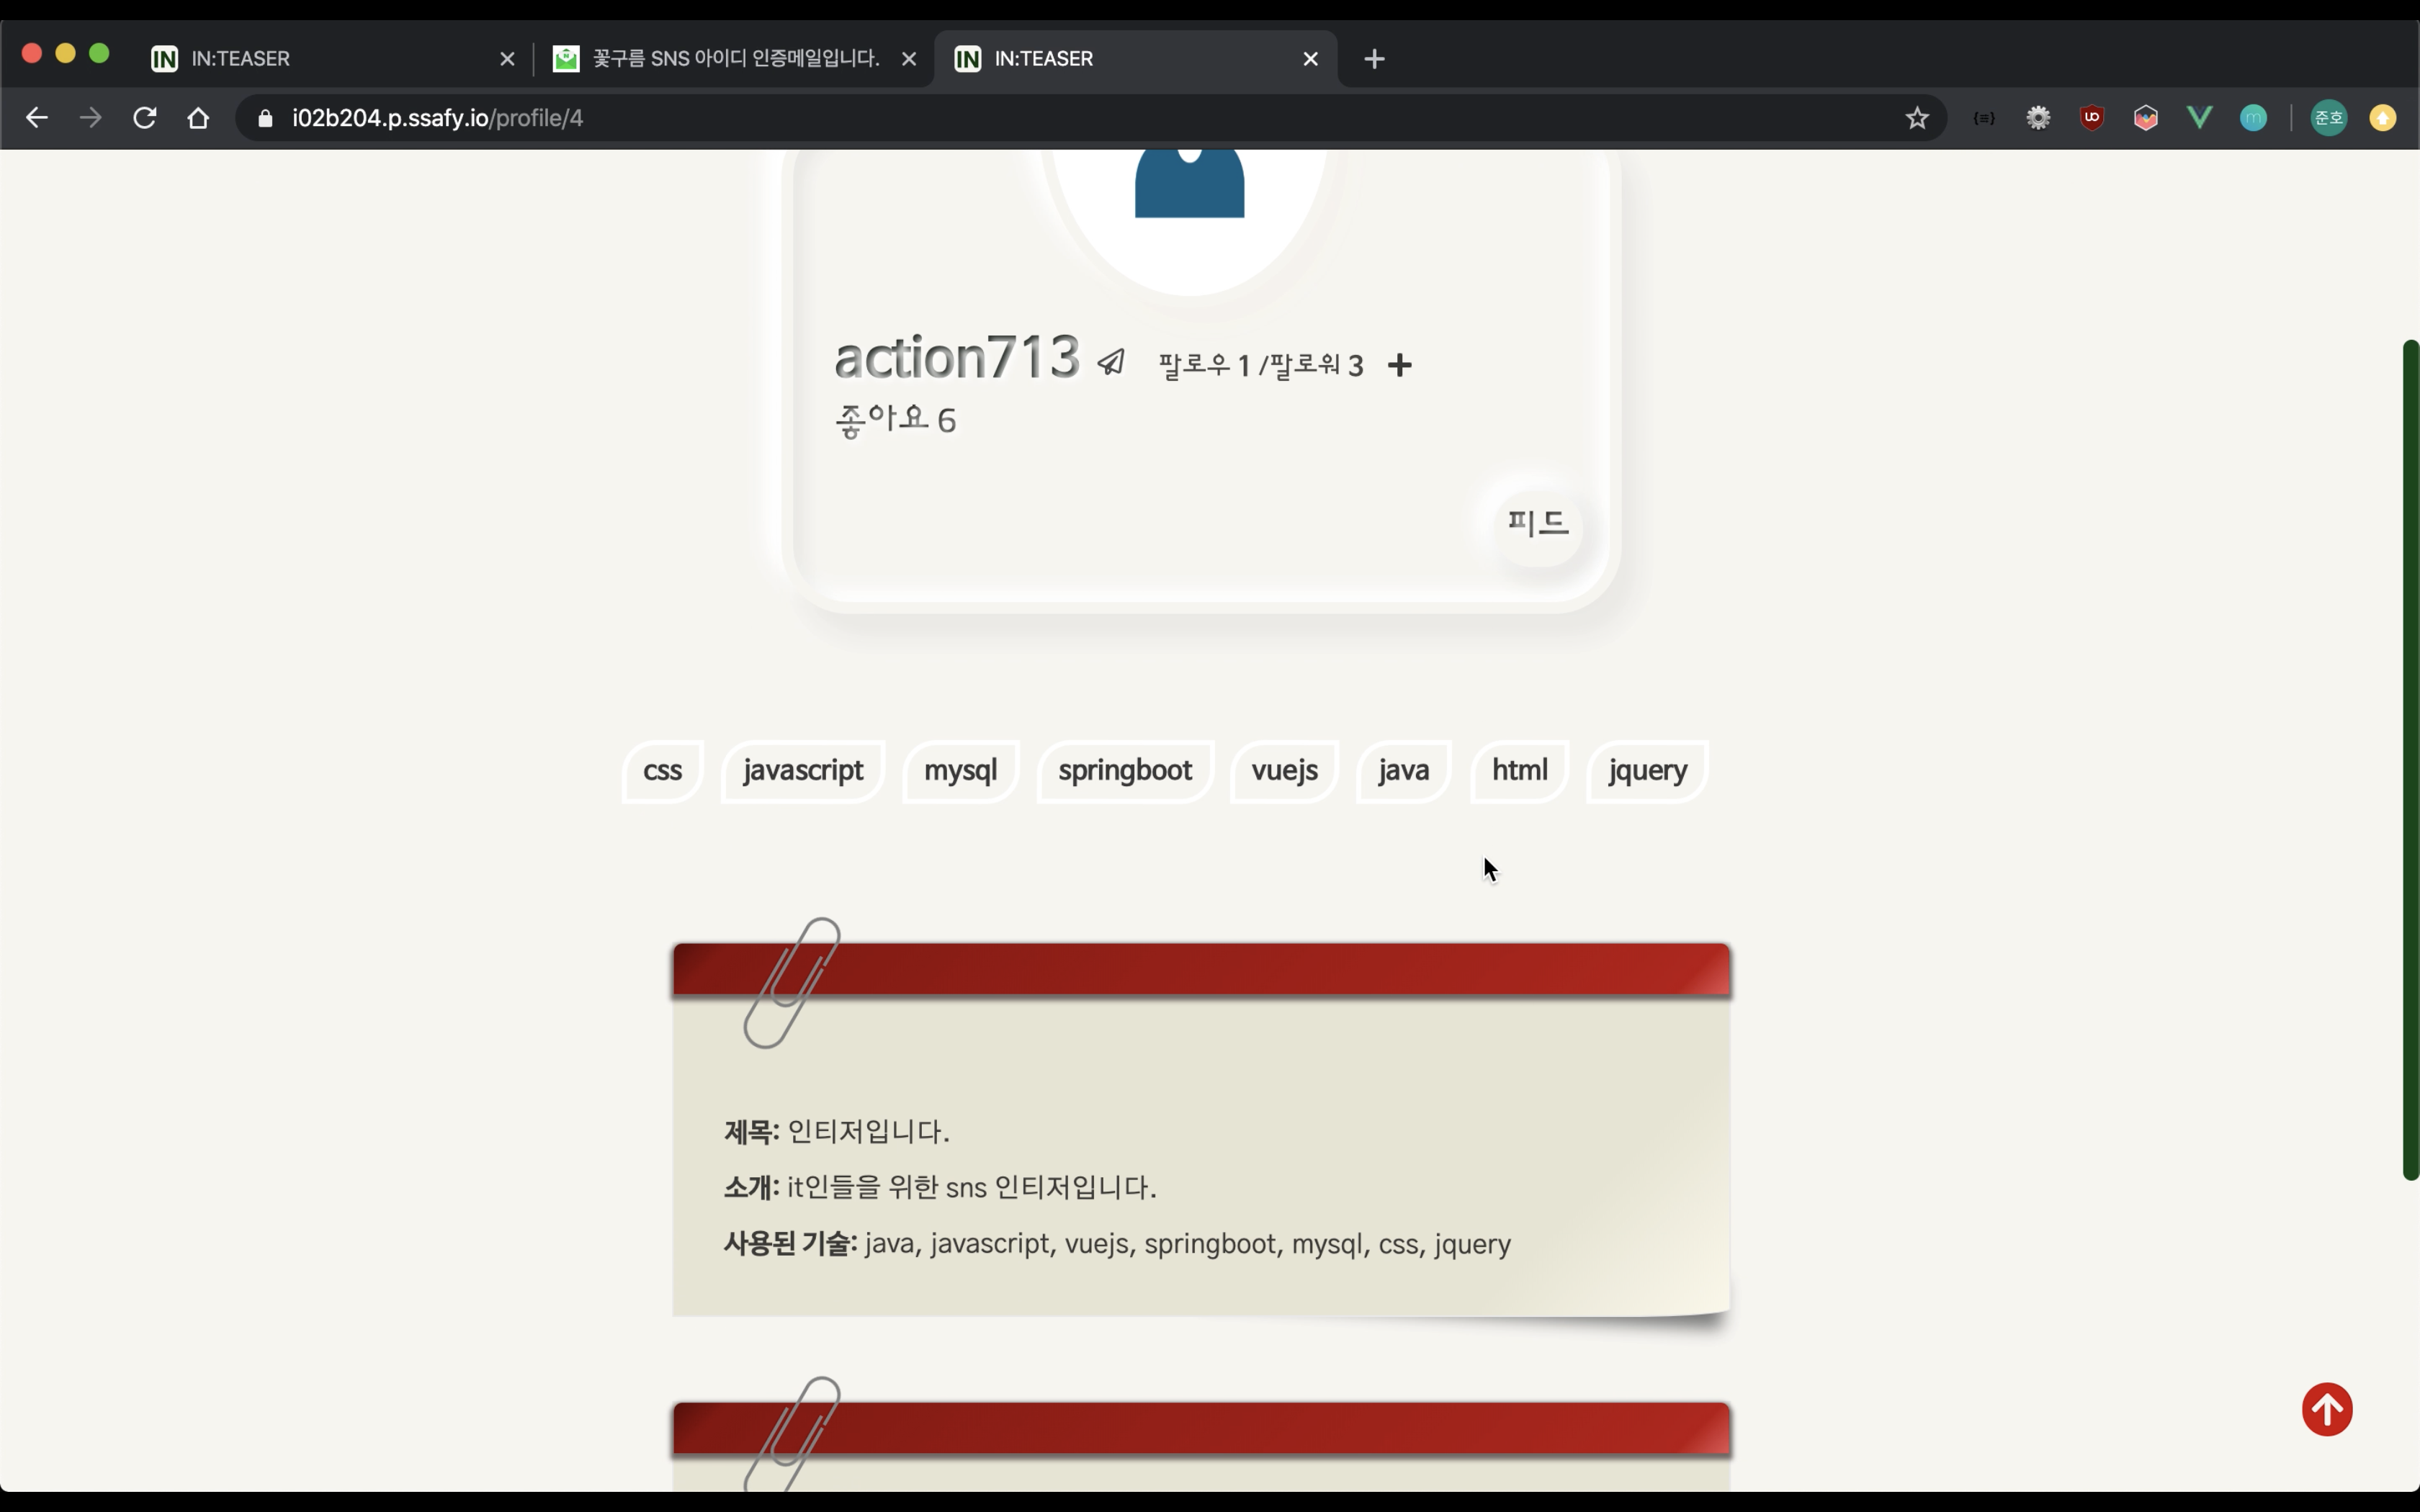 IN IN:TEASER
꽃구름 SNS 아이디 인증메일입니다.
IN IN:TEASER
i02b204.p.ssafy.io/profile/4
준호
action713 팔로우 1 /팔로워 3
좋아요 6
피드
css javascript mysql springboot vuejs java html jquery
제목: 인티저입니다.
소개: it인들을 위한 sns 인티저입니다.
사용된 기술: java, javascript, vuejs, springboot, mysql, css, jquery